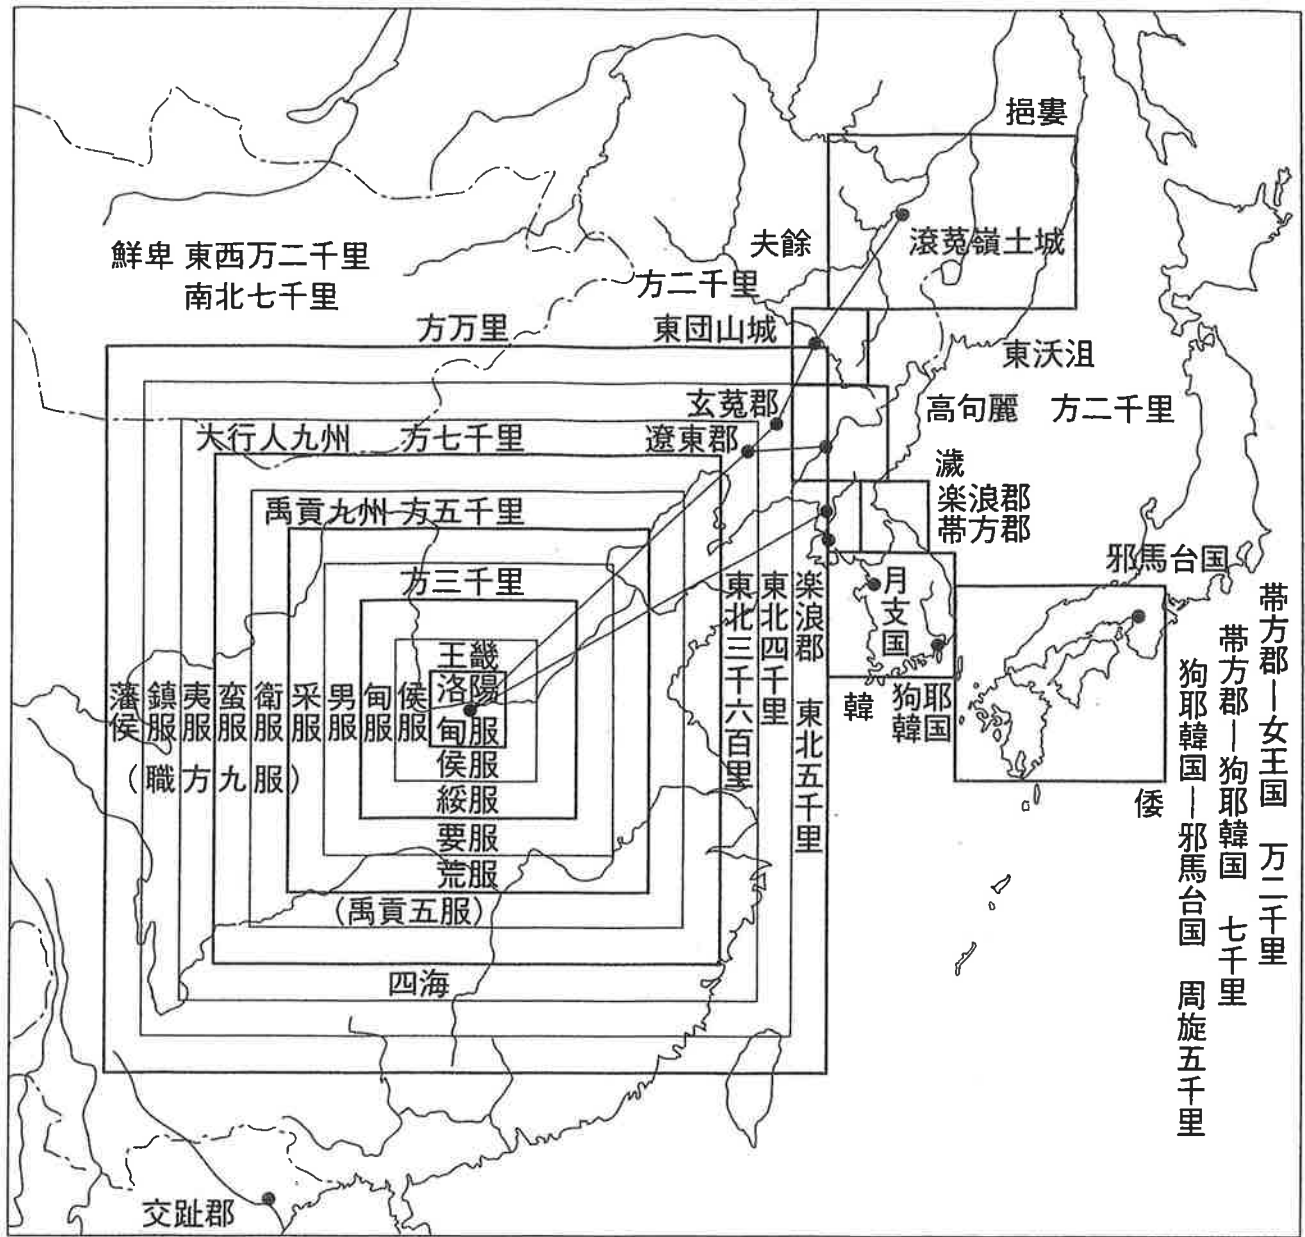 挹婁
滾菟嶺土城
夫餘
方二千里
鮮卑 東西万二千里
南北七千里
方万里
東団山城
東沃沮
玄菟郡
高句麗 方二千里
大行人九州 方七千里
遼東郡
濊
楽浪郡
帯方郡
禹貢九州 方五千里
邪馬台国
方三千里
月支国
韓
狗耶韓国
倭
王畿
洛陽
甸服
侯服
綏服
要服
荒服
(禹貢五服)
四海
藩侯
鎮服
夷服
蛮服
衛服
采服
男服
甸服
侯服
(職方九服)
東北三千六百里
東北四千里
楽浪郡 東北五千里
帯方郡―女王国 万二千里
帯方郡―狗耶韓国 七千里
狗耶韓国―邪馬台国 周旋五千里
交趾郡